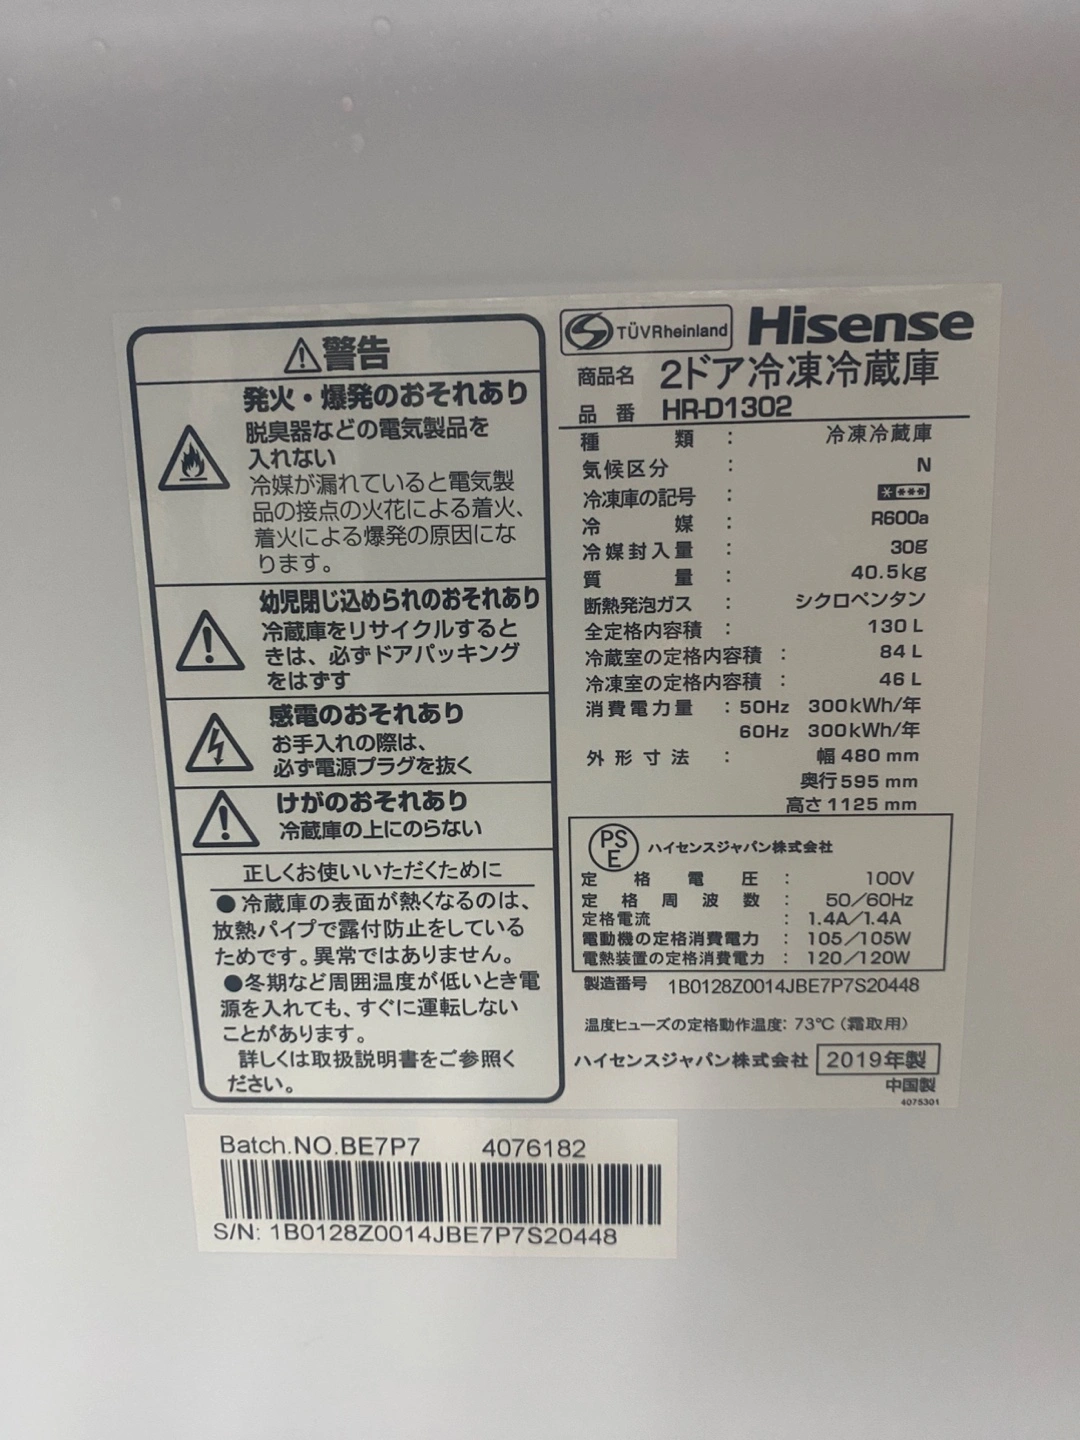 警告
発火・爆発のおそれあり
脱臭器などの電気製品を
入れない
冷媒が漏れていると電気製
品の接点の火花による着火、
着火による爆発の原因にな
ります。
幼児閉じ込められのおそれあり
冷蔵庫をリサイクルすると
きは、必ずドアパッキング
をはずす
感電のおそれあり
お手入れの際は、
必ず電源プラグを抜く
けがのおそれあり
冷蔵庫の上にのらない
正しくお使いいただくために
●冷蔵庫の表面が熱くなるのは、
放熱パイプで露付防止をしている
ためです。異常ではありません。
●冬期など周囲温度が低いとき電
源を入れても、すぐに運転しない
ことがあります。
詳しくは取扱説明書をご参照く
ださい。
TÜVRheinland Hisense
商品名 2ドア冷凍冷蔵庫
品番 HR-D1302
種類 : 冷凍冷蔵庫
気候区分 : N
冷凍庫の記号 : * ***
冷媒 : R600a
冷媒封入量 : 30g
質量 : 40.5kg
断熱発泡ガス : シクロペンタン
全定格内容積 : 130 L
冷蔵室の定格内容積 : 84 L
冷凍室の定格内容積 : 46 L
消費電力量 : 50Hz 300kWh/年
60Hz 300kWh/年
外形寸法 : 幅 480 mm
奥行 595 mm
高さ 1125 mm
PS
E ハイセンスジャパン株式会社
定格電圧 : 100V
定格周波数 : 50/60Hz
定格電流 : 1.4A/1.4A
電動機の定格消費電力 : 105/105W
電熱装置の定格消費電力 : 120/120W
製造番号 1B0128Z0014JBE7P7S20448
温度ヒューズの定格動作温度: 73℃ (霜取用)
ハイセンスジャパン株式会社 2019年製
中国製
4075301
Batch.NO.BE7P7 4076182
S/N: 1B0128Z0014JBE7P7S20448